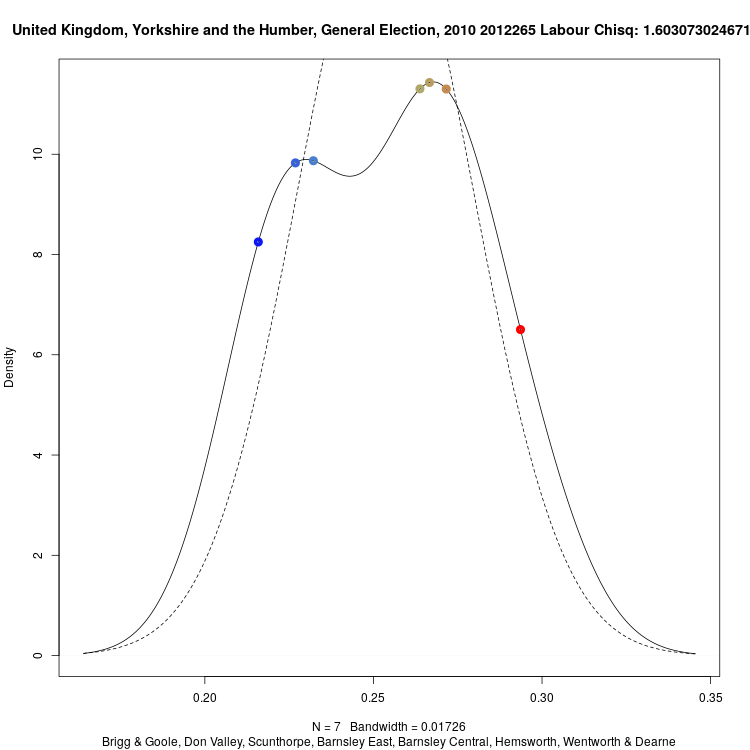 United Kingdom, Yorkshire and the Humber, General Election, 2010 2012265 Labour Chisq: 1.603073024671
Density
10
8
6
4
2
0
0.20 0.25 0.30 0.35
N = 7 Bandwidth = 0.01726
Brigg & Goole, Don Valley, Scunthorpe, Barnsley East, Barnsley Central, Hemsworth, Wentworth & Dearne